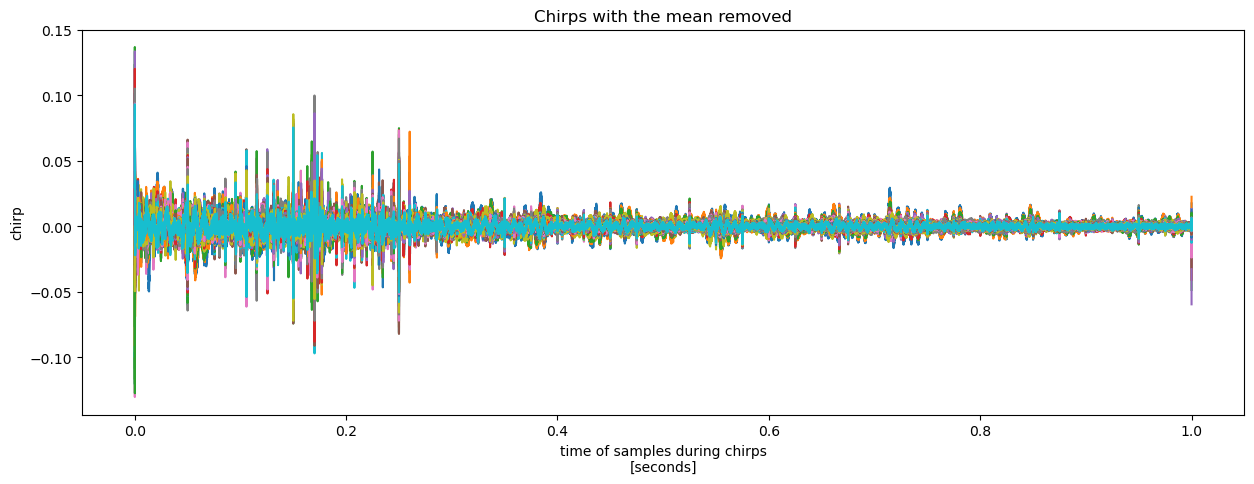 Chirps with the mean removed
0.15
0.10
0.05
0.00
−0.05
−0.10
chirp
0.0 0.2 0.4 0.6 0.8 1.0
time of samples during chirps
[seconds]